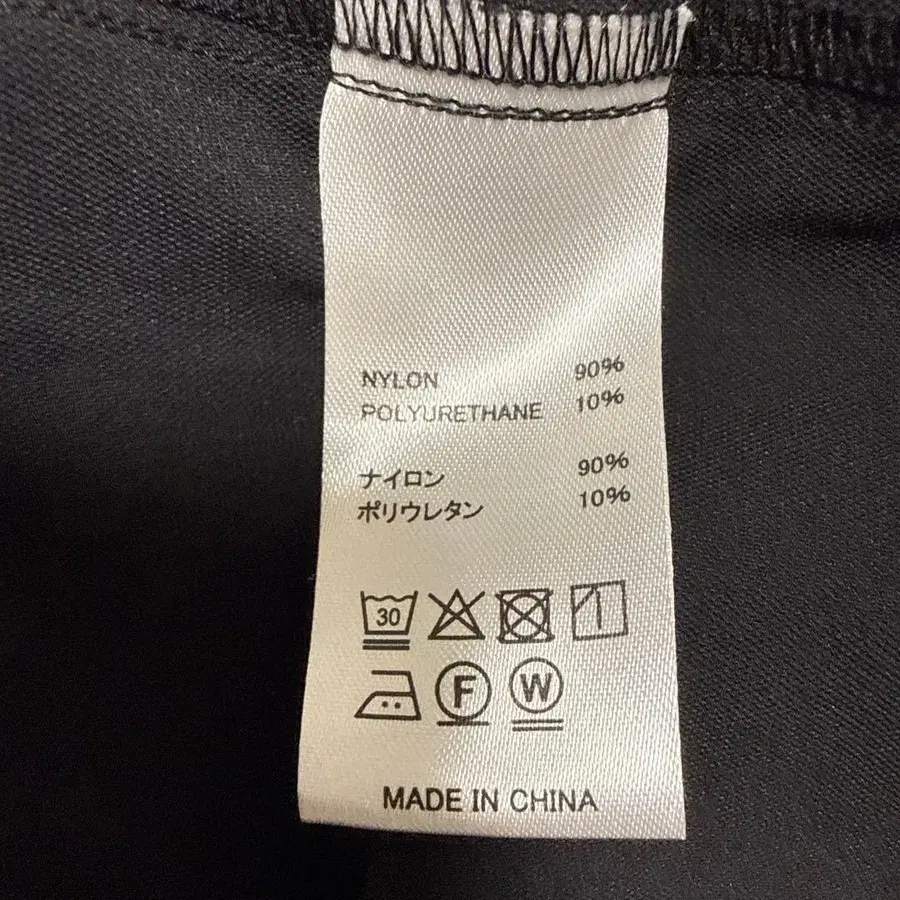 NYLON 90%
POLYURETHANE 10%
ナイロン 90%
ポリウレタン 10%
30
F W
MADE IN CHINA